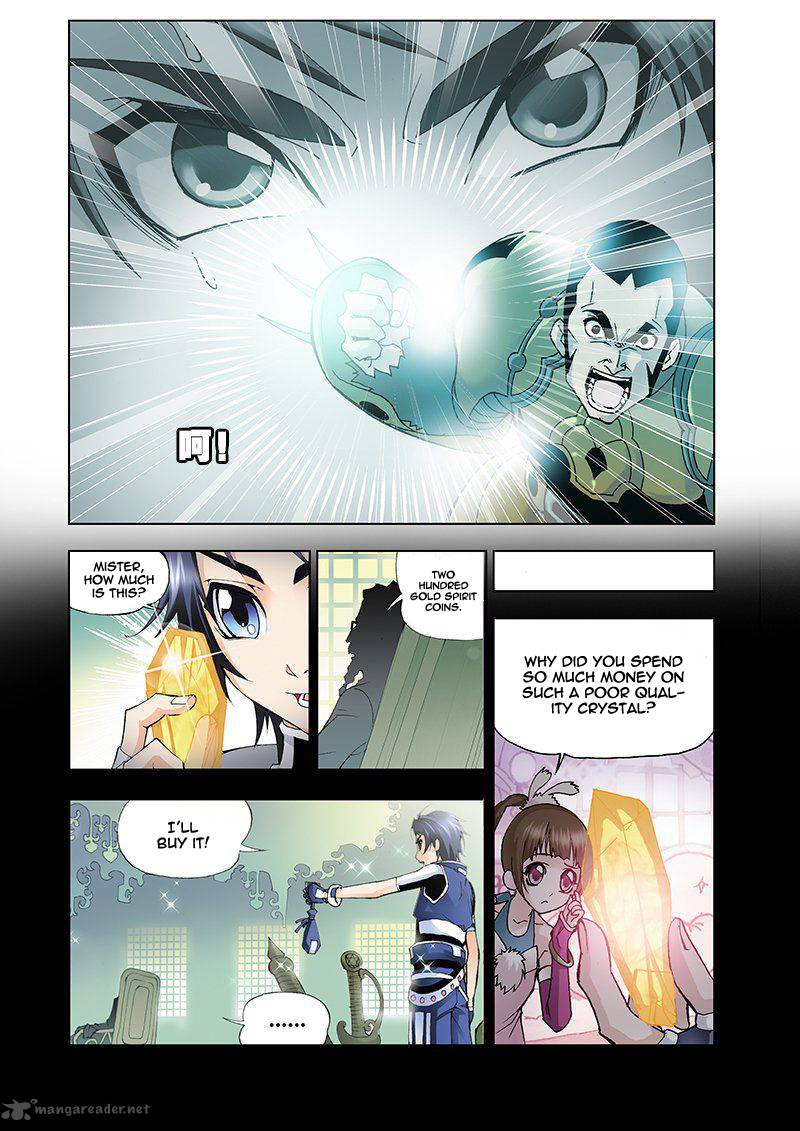 呵!
MISTER,
HOW MUCH
IS THIS?
TWO
HUNDRED
GOLD SPIRIT
COINS.
WHY DID YOU SPEND
SO MUCH MONEY ON
SUCH A POOR QUAL-
ITY CRYSTAL?
I'LL
BUY IT!
......
mangareader.net